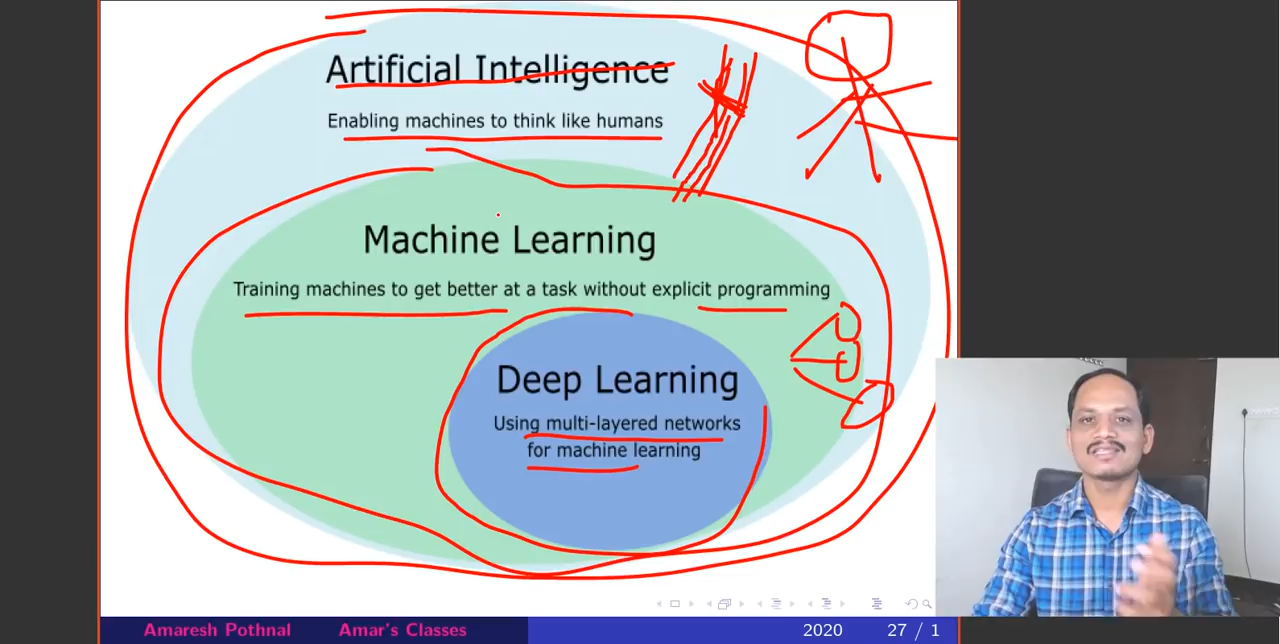 Artificial Intelligence
Enabling machines to think like humans
Machine Learning
Training machines to get better at a task without explicit programming
Deep Learning
Using multi-layered networks
for machine learning
Amaresh Pothnal Amar's Classes 2020 27 / 1